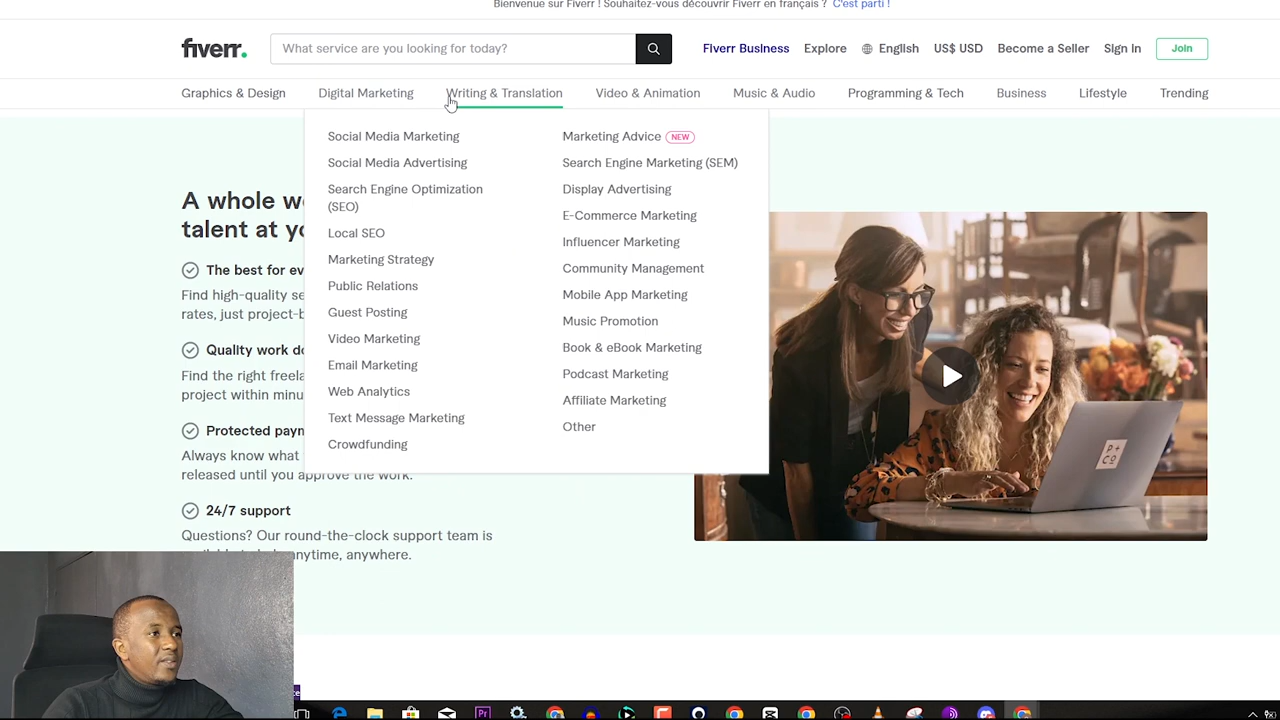 Bienvenue sur Fiverr ! Souhaitez-vous découvrir Fiverr en français ? C'est parti !
fiverr.
What service are you looking for today?
Fiverr Business
Explore
English
US$ USD
Become a Seller
Sign in
Join
Graphics & Design
Digital Marketing
Writing & Translation
Video & Animation
Music & Audio
Programming & Tech
Business
Lifestyle
Trending
Social Media Marketing
Social Media Advertising
Search Engine Optimization
(SEO)
Local SEO
Marketing Strategy
Public Relations
Guest Posting
Video Marketing
Email Marketing
Web Analytics
Text Message Marketing
Crowdfunding
Marketing Advice NEW
Search Engine Marketing (SEM)
Display Advertising
E-Commerce Marketing
Influencer Marketing
Community Management
Mobile App Marketing
Music Promotion
Book & eBook Marketing
Podcast Marketing
Affiliate Marketing
Other
A whole
talent at
The best for
Find high-quality
rates, just
Quality work
Find the right
project within
Protected
Always know what
released until you approve the work.
24/7 support
Questions? Our round-the-clock support team is
anytime, anywhere.
P+
CO
Pr